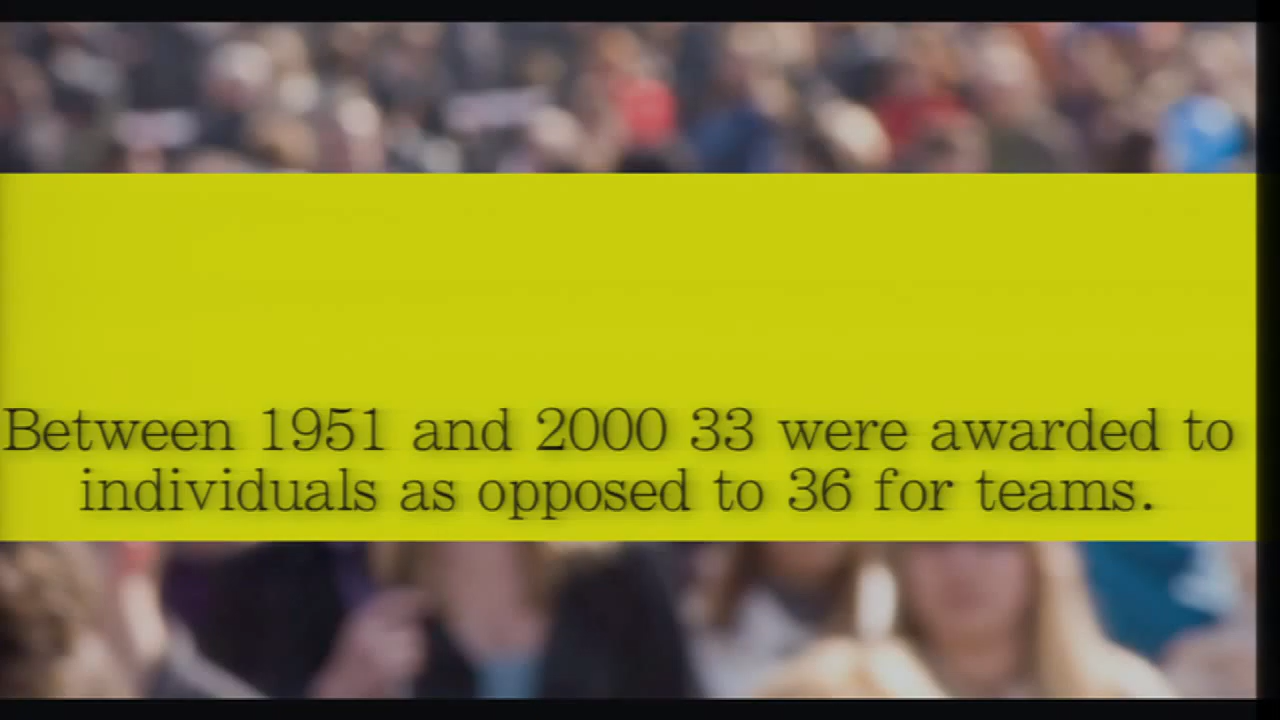 Between 1951 and 2000 33 were awarded to
individuals as opposed to 36 for teams.